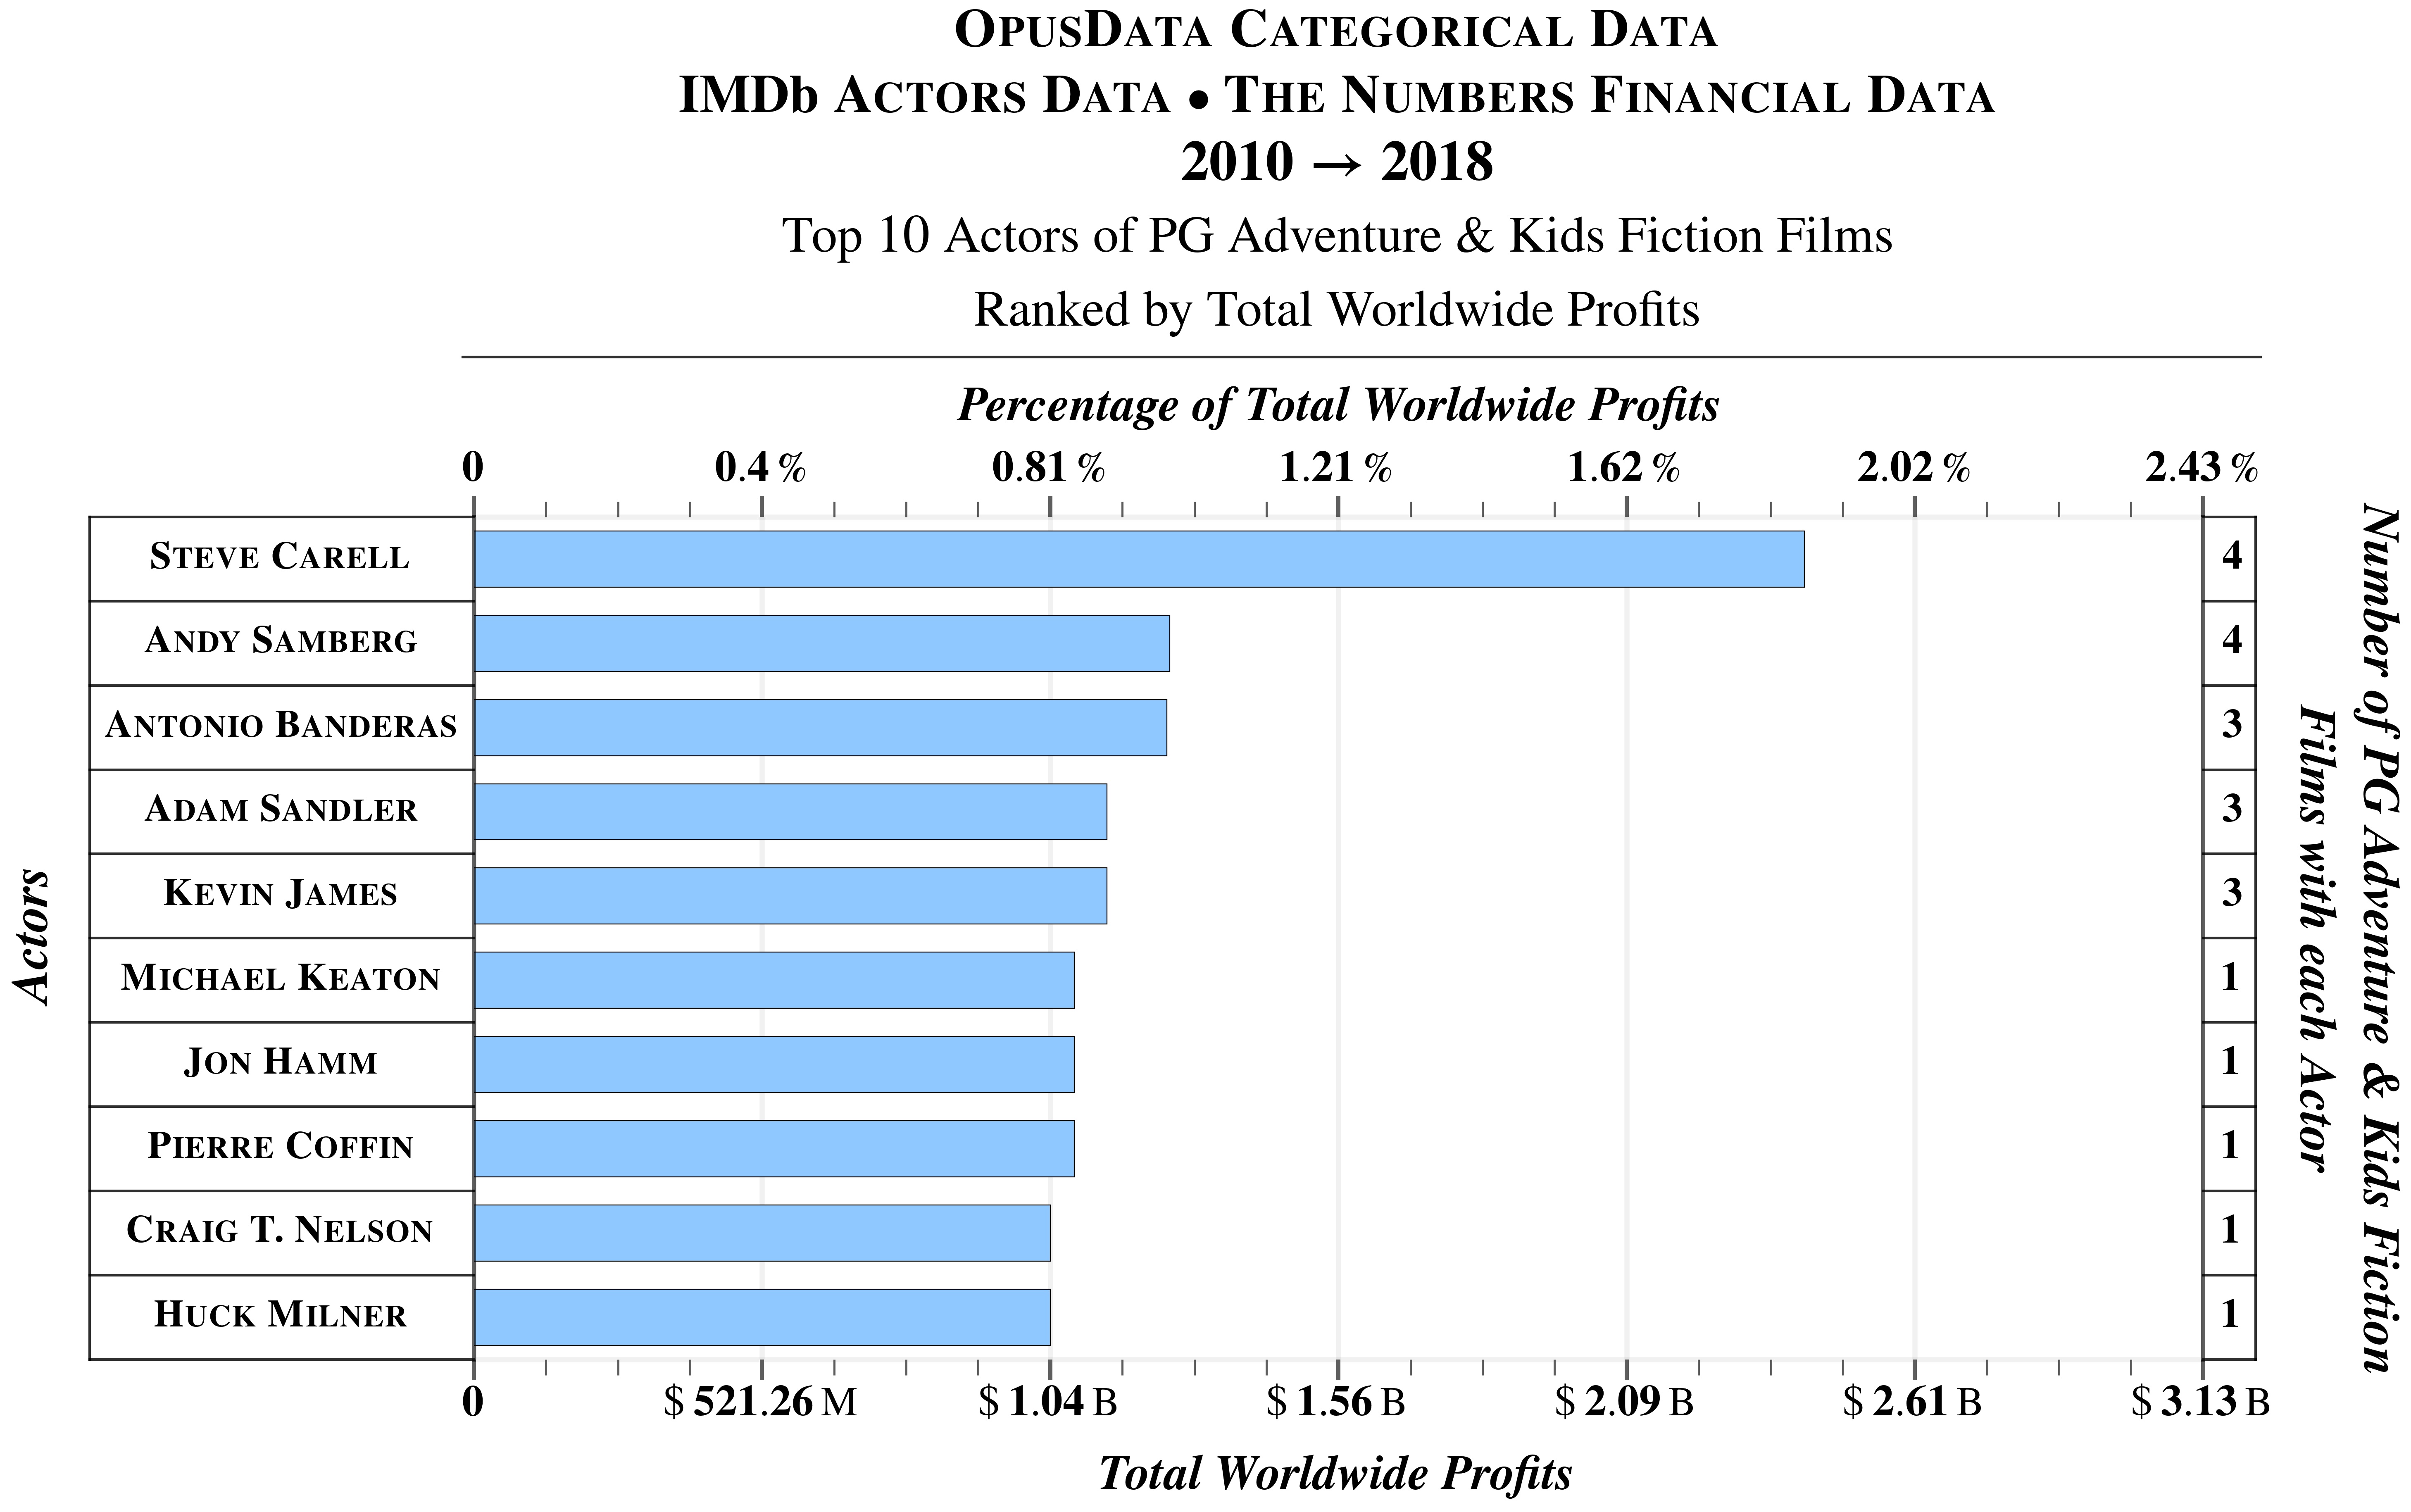 OpusData Categorical Data
IMDb Actors Data • The Numbers Financial Data
2010 → 2018
Top 10 Actors of PG Adventure & Kids Fiction Films
Ranked by Total Worldwide Profits
Percentage of Total Worldwide Profits
0 0.4 % 0.81 % 1.21 % 1.62 % 2.02 % 2.43 %
Actors
Steve Carell 4
Andy Samberg 4
Antonio Banderas 3
Adam Sandler 3
Kevin James 3
Michael Keaton 1
Jon Hamm 1
Pierre Coffin 1
Craig T. Nelson 1
Huck Milner 1
Number of PG Adventure & Kids Fiction
Films with each Actor
0 $ 521.26 M $ 1.04 B $ 1.56 B $ 2.09 B $ 2.61 B $ 3.13 B
Total Worldwide Profits